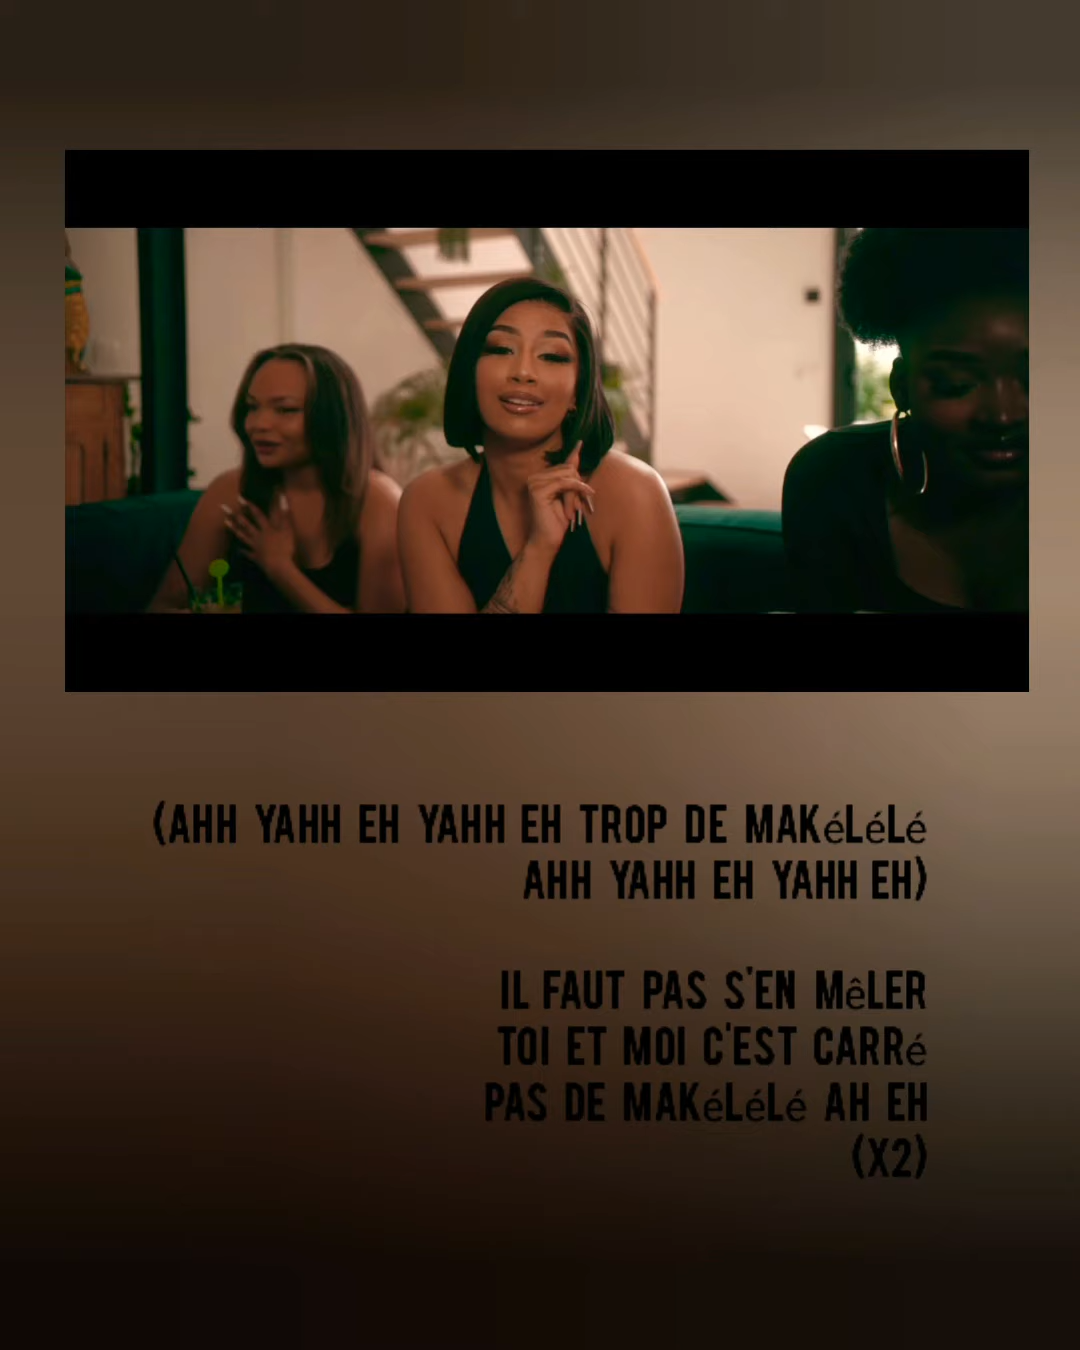 (AHH YAHH EH YAHH EH TROP DE MAKéLéLé
AHH YAHH EH YAHH EH)
IL FAUT PAS S'EN MêLER
TOI ET MOI C'EST CARRé
PAS DE MAKéLéLé AH EH
(X2)